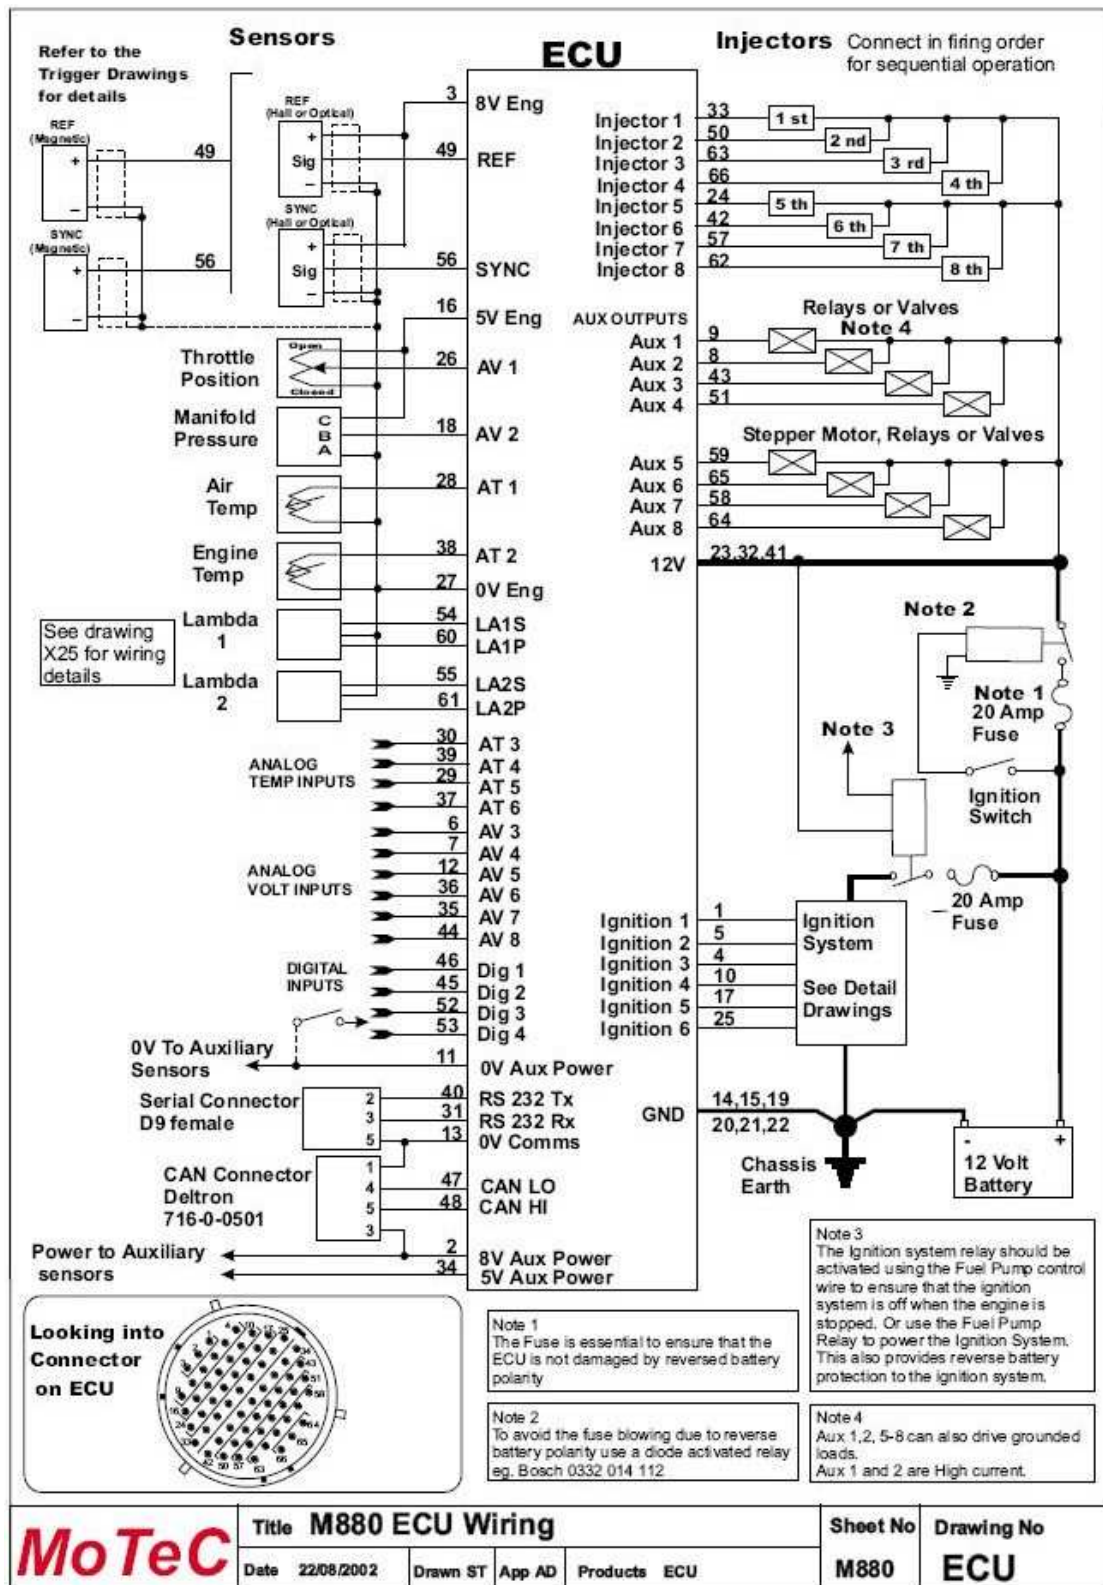 Sensors
ECU
Injectors Connect in firing order
for sequential operation
Refer to the
Trigger Drawings
for details
REF
(Magnetic)
+
–
49
SYNC
(Magnetic)
+
–
56
REF
(Hall or Optical)
+
Sig
–
SYNC
(Hall or Optical)
+
Sig
–
3 8V Eng
49 REF
56 SYNC
16 5V Eng
Throttle
Position
Open
Closed
26 AV 1
Manifold
Pressure
C
B
A
18 AV 2
Air
Temp
28 AT 1
Engine
Temp
38 AT 2
27 0V Eng
See drawing
X25 for wiring
details
Lambda
1
54 LA1S
60 LA1P
Lambda
2
55 LA2S
61 LA2P
ANALOG
TEMP INPUTS
30 AT 3
39 AT 4
29 AT 5
37 AT 6
ANALOG
VOLT INPUTS
6 AV 3
7 AV 4
12 AV 5
36 AV 6
35 AV 7
44 AV 8
DIGITAL
INPUTS
46 Dig 1
45 Dig 2
52 Dig 3
53 Dig 4
0V To Auxiliary
Sensors
11 0V Aux Power
Serial Connector
D9 female
2 40 RS 232 Tx
3 31 RS 232 Rx
5 13 0V Comms
CAN Connector
Deltron
716-0-0501
1
4 47 CAN LO
5 48 CAN HI
3
Power to Auxiliary
sensors
2 8V Aux Power
34 5V Aux Power
Injector 1 33 1 st
Injector 2 50 2 nd
Injector 3 63 3 rd
Injector 4 66 4 th
Injector 5 24 5 th
Injector 6 42 6 th
Injector 7 57 7 th
Injector 8 62 8 th
Relays or Valves
AUX OUTPUTS Note 4
Aux 1 9
Aux 2 8
Aux 3 43
Aux 4 51
Stepper Motor, Relays or Valves
Aux 5 59
Aux 6 65
Aux 7 58
Aux 8 64
12V 23,32,41
Note 2
Note 1
20 Amp
Fuse
Note 3
Ignition
Switch
20 Amp
Fuse
Ignition 1 1
Ignition 2 5
Ignition 3 4
Ignition 4 10
Ignition 5 17
Ignition 6 25
Ignition
System
See Detail
Drawings
GND 14,15,19
20,21,22
Chassis
Earth
- +
12 Volt
Battery
Looking into
Connector
on ECU
Note 1
The Fuse is essential to ensure that the
ECU is not damaged by reversed battery
polarity
Note 2
To avoid the fuse blowing due to reverse
battery polarity use a diode activated relay
eg. Bosch 0332 014 112
Note 3
The Ignition system relay should be
activated using the Fuel Pump control
wire to ensure that the ignition
system is off when the engine is
stopped. Or use the Fuel Pump
Relay to power the Ignition System.
This also provides reverse battery
protection to the ignition system.
Note 4
Aux 1,2, 5-8 can also drive grounded
loads.
Aux 1 and 2 are High current.
MoTeC
Title M880 ECU Wiring
Date 22/08/2002 Drawn ST App AD Products ECU
Sheet No
M880
Drawing No
ECU